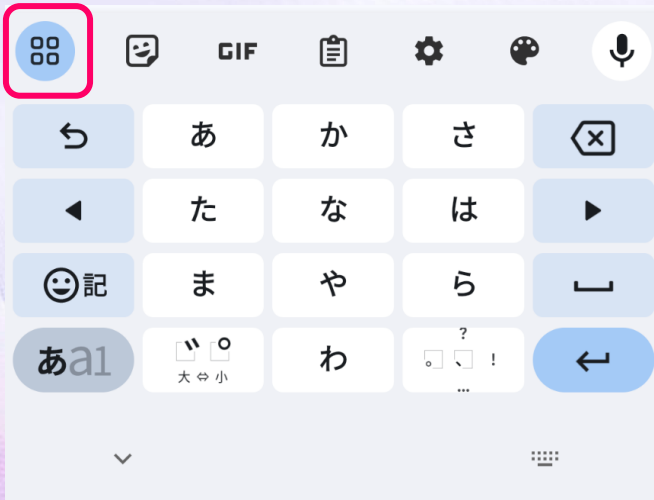 GIF
あ か さ
た な は
記 ま や ら
あa1 大⇔小 わ 。、?!…